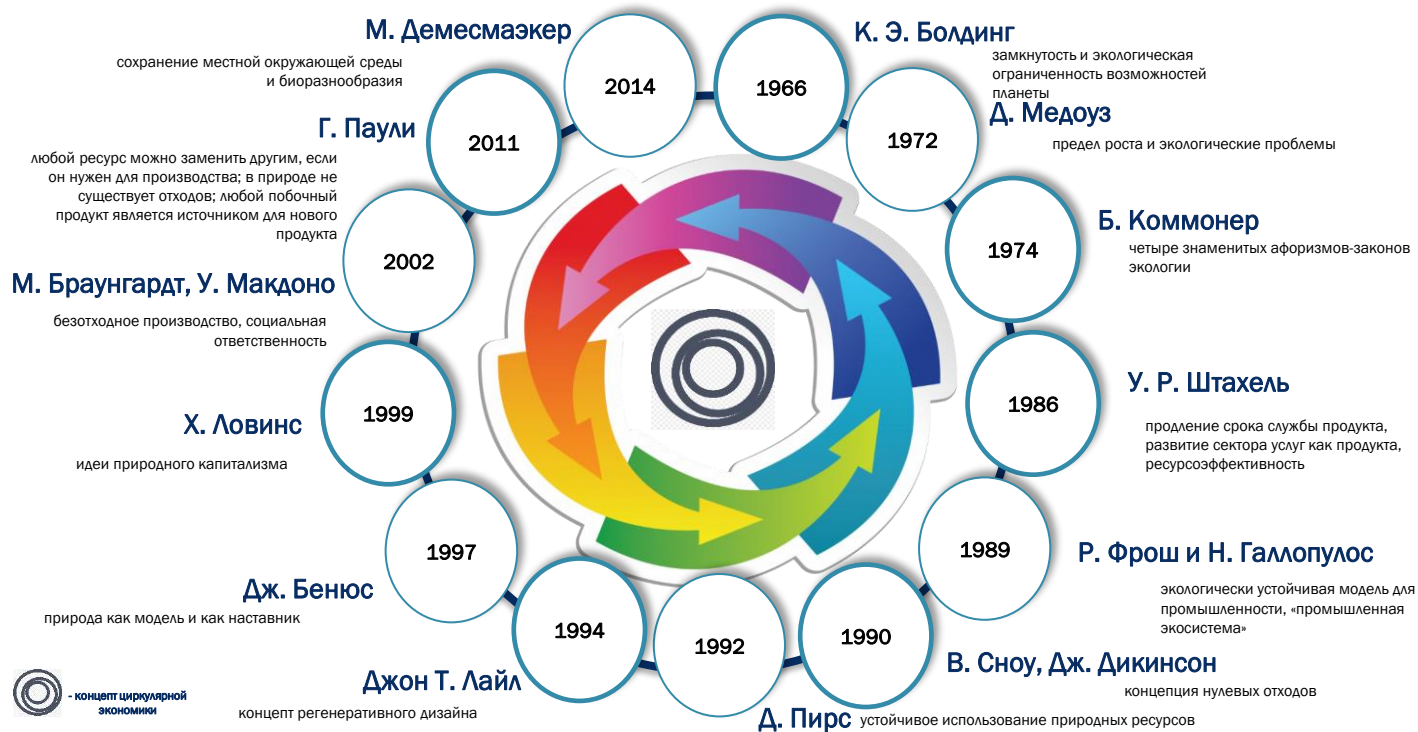 К. Э. Болдинг
1966
замкнутость и экологическая
ограниченность возможностей
планеты
Д. Медоуз
1972
предел роста и экологические проблемы
Б. Коммонер
1974
четыре знаменитых афоризмов-законов
экологии
У. Р. Штахель
1986
продление срока службы продукта,
развитие сектора услуг как продукта,
ресурсоэффективность
1989
Р. Фрош и Н. Галлопулос
экологически устойчивая модель для
промышленности, «промышленная
экосистема»
1990
В. Сноу, Дж. Дикинсон
концепция нулевых отходов
1992
Д. Пирс
устойчивое использование природных ресурсов
1994
Джон Т. Лайл
концепт регенеративного дизайна
1997
Дж. Бенюс
природа как модель и как наставник
1999
Х. Ловинс
идеи природного капитализма
2002
М. Браунгардт, У. Макдоно
безотходное производство, социальная
ответственность
2011
Г. Паули
любой ресурс можно заменить другим, если
он нужен для производства; в природе не
существует отходов; любой побочный
продукт является источником для нового
продукта
2014
М. Демесмаэкер
сохранение местной окружающей среды
и биоразнообразия
- концепт циркулярной
экономики